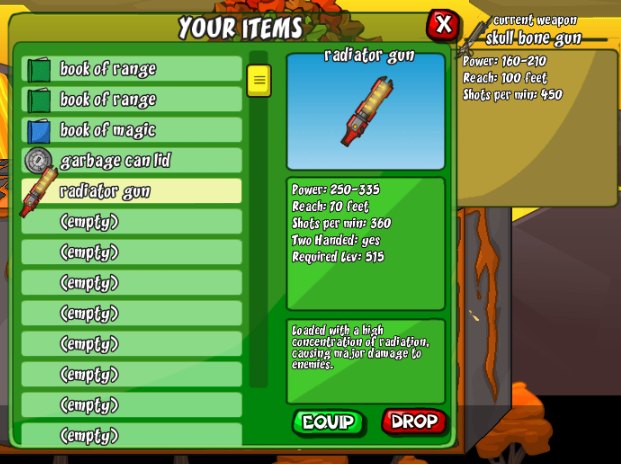 YOUR ITEMS
X
book of range
book of range
book of magic
garbage can lid
radiator gun
(empty)
(empty)
(empty)
(empty)
(empty)
(empty)
(empty)
(empty)
radiator gun
Power: 250-335
Reach: 70 feet
Shots per min: 360
Two Handed: yes
Required Lev: 515
Loaded with a high
concentration of radiation,
causing major damage to
enemies.
EQUIP
DROP
current weapon
skull bone gun
Power: 160-210
Reach: 100 feet
Shots per min: 450